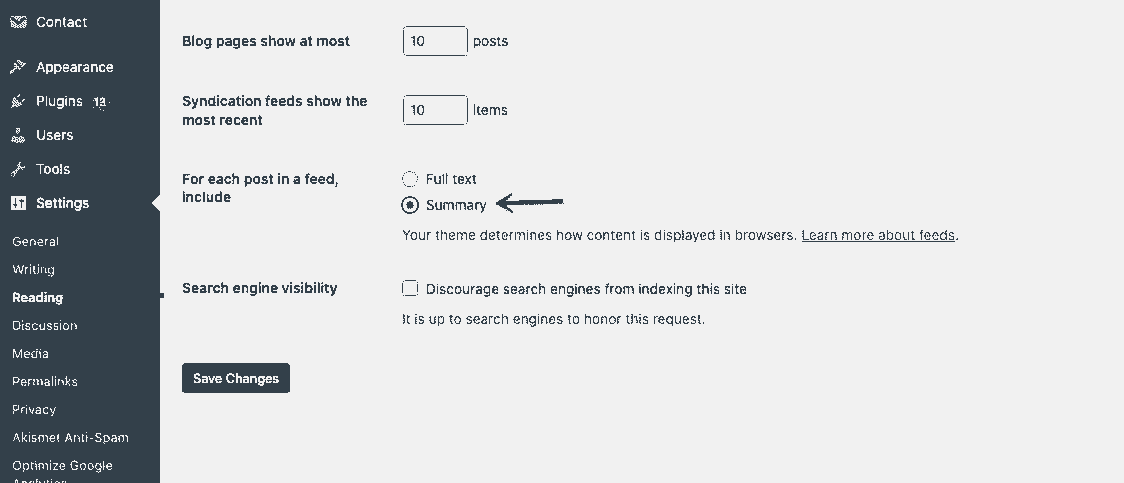 Contact
Appearance
Plugins 13
Users
Tools
Settings
General
Writing
Reading
Discussion
Media
Permalinks
Privacy
Akismet Anti-Spam
Optimize Google
Analytics
Blog pages show at most 10 posts
Syndication feeds show the
most recent 10 items
For each post in a feed,
include
Full text
Summary
Your theme determines how content is displayed in browsers. Learn more about feeds.
Search engine visibility
Discourage search engines from indexing this site
It is up to search engines to honor this request.
Save Changes